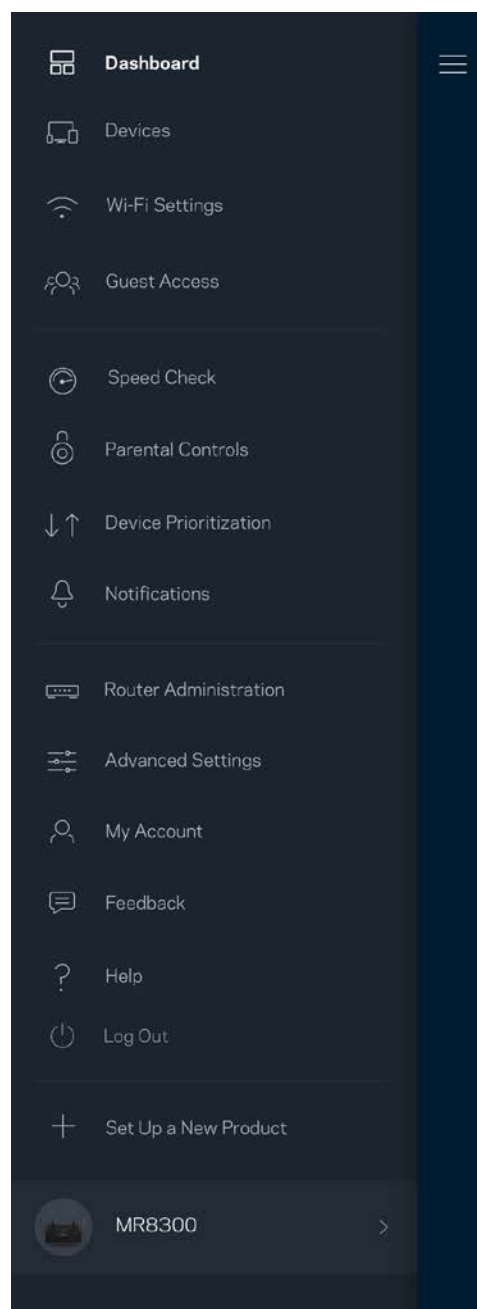 Dashboard
Devices
Wi-Fi Settings
Guest Access
Speed Check
Parental Controls
Device Prioritization
Notifications
Router Administration
Advanced Settings
My Account
Feedback
Help
Log Out
Set Up a New Product
MR8300